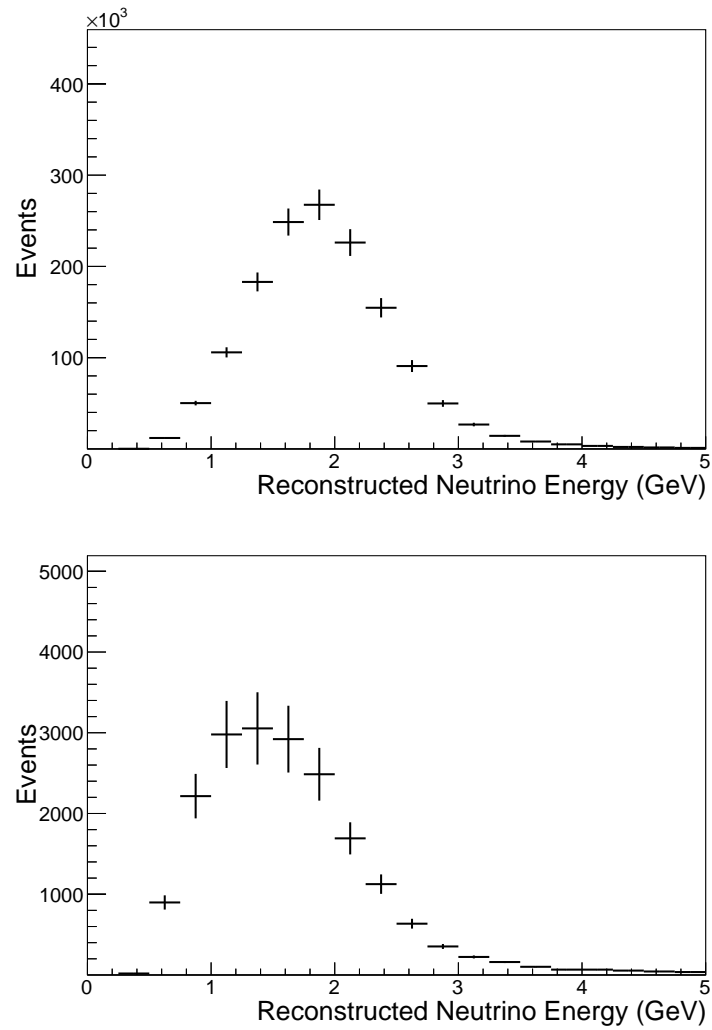 ×10³
400
300
200
100
Events
0 1 2 3 4 5
Reconstructed Neutrino Energy (GeV)
5000
4000
3000
2000
1000
Events
0 1 2 3 4 5
Reconstructed Neutrino Energy (GeV)